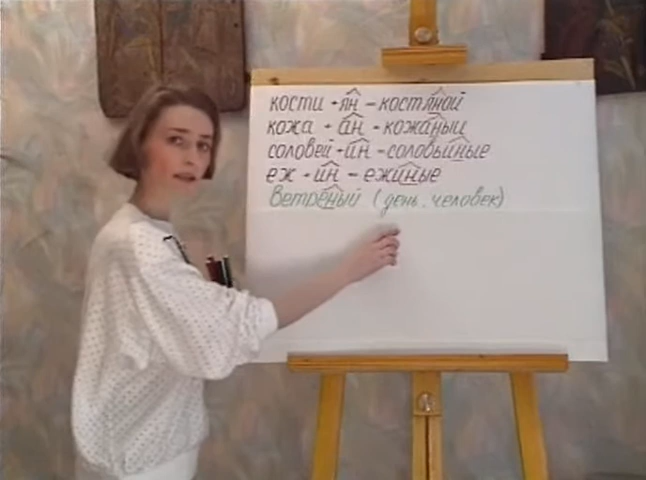 кости + ян - костяной
кожа + ан - кожаный
соловей + ин - соловьиные
еж + ин - ежиные
Ветреный (день, человек)